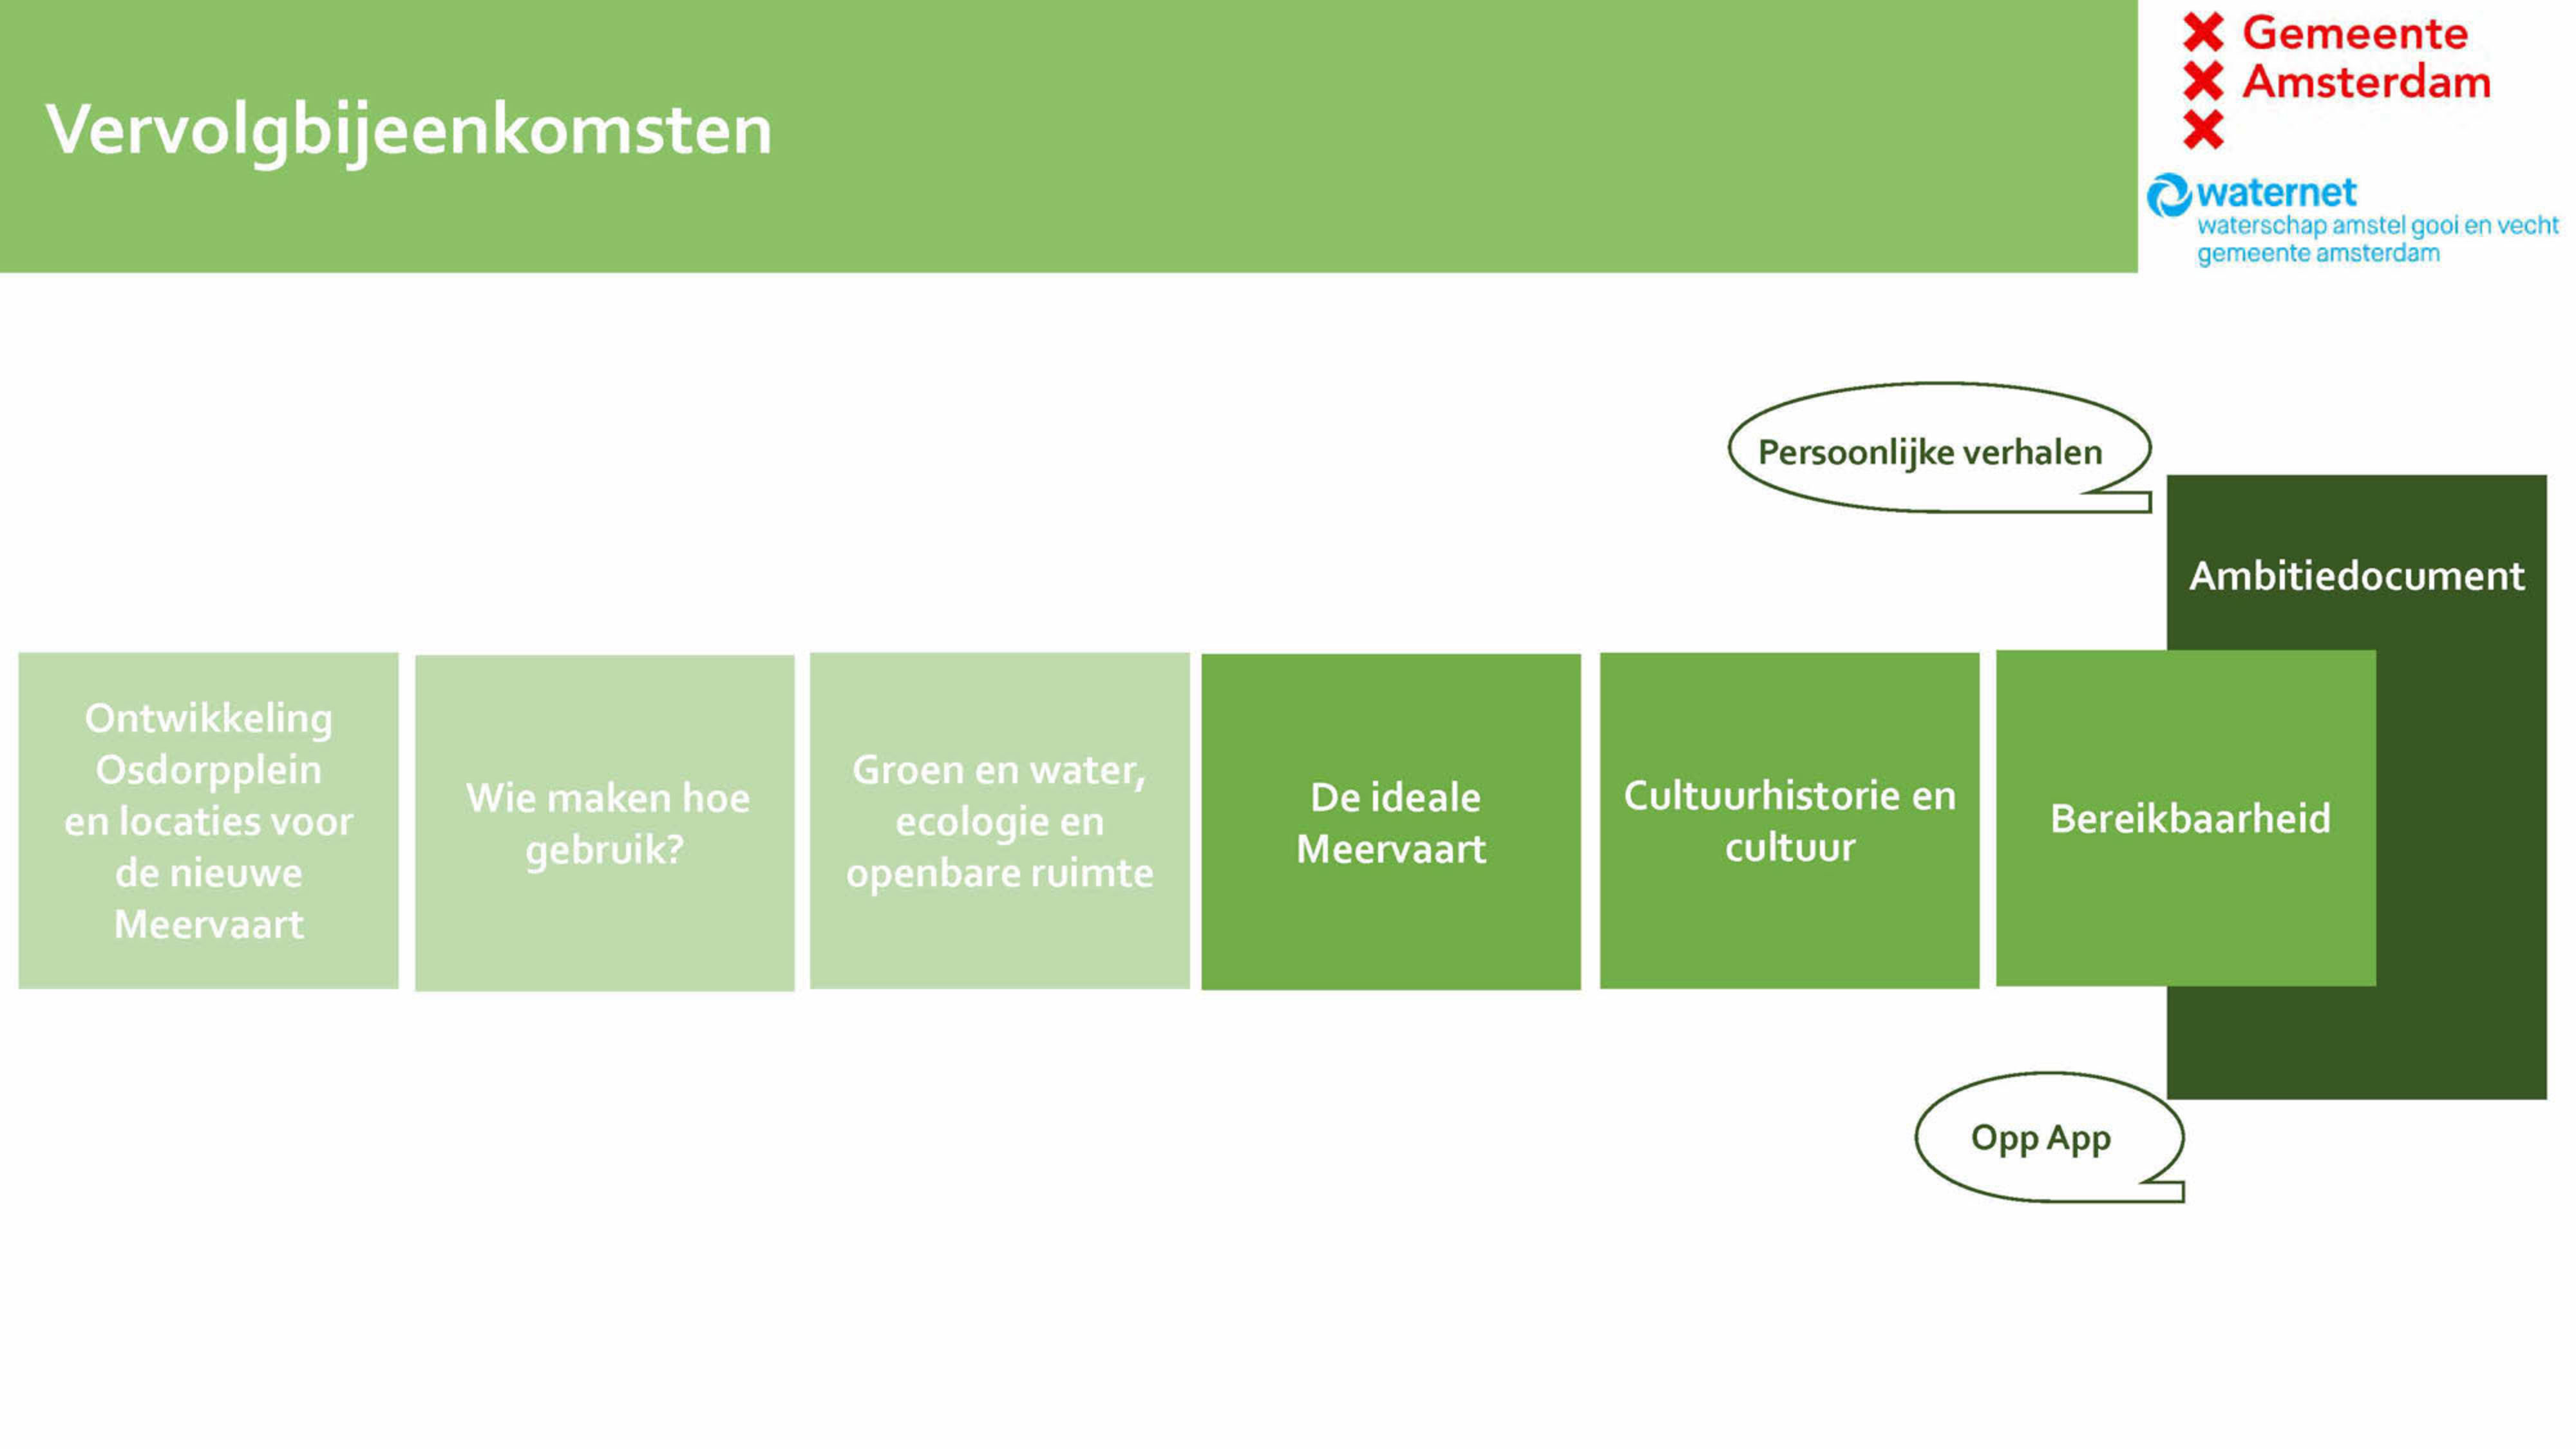 Vervolgbijeenkomsten
Gemeente
Amsterdam
waternet
waterschap amstel gooi en vecht
gemeente amsterdam
Persoonlijke verhalen
Ambitiedocument
Ontwikkeling
Osdorpplein
en locaties voor
de nieuwe
Meervaart
Wie maken hoe
gebruik?
Groen en water,
ecologie en
openbare ruimte
De ideale
Meervaart
Cultuurhistorie en
cultuur
Bereikbaarheid
Opp App